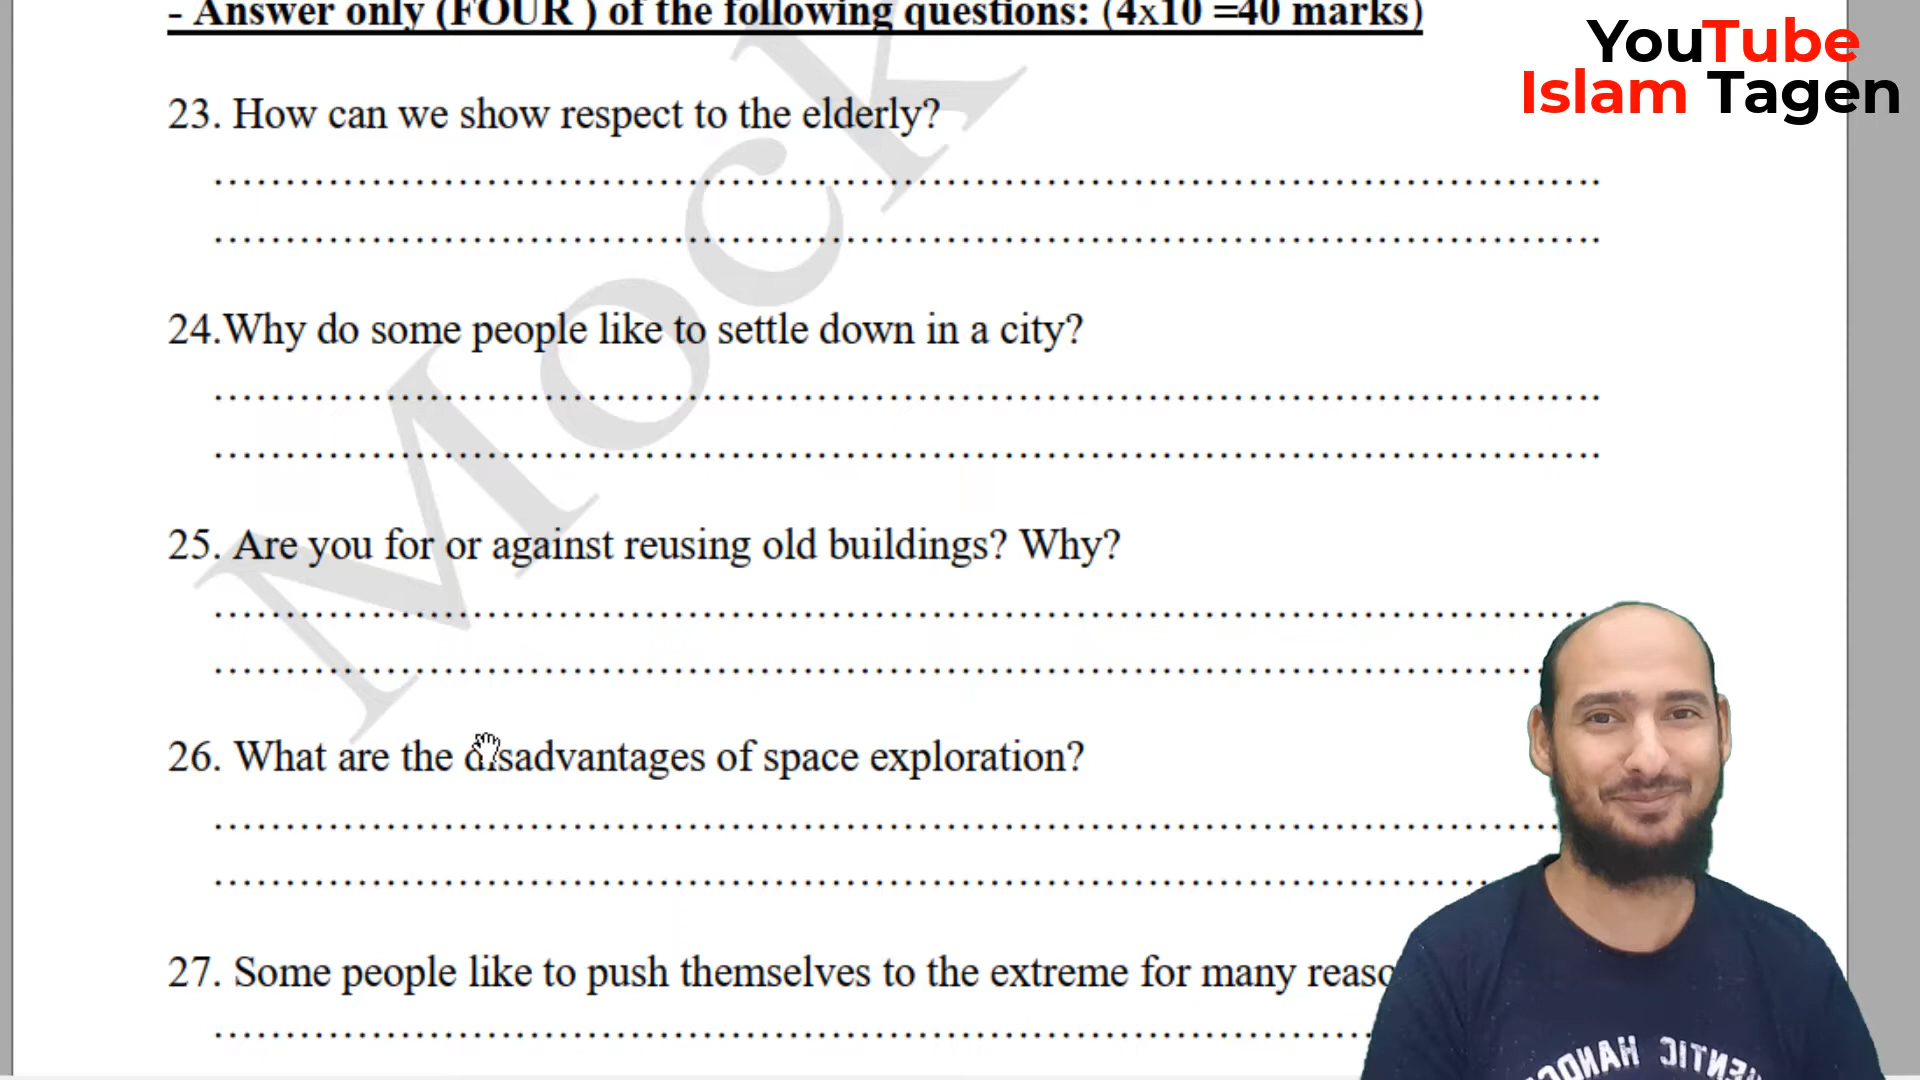 - Answer only (FOUR ) of the following questions: (4x10 =40 marks)
YouTube
Islam Tagen
23. How can we show respect to the elderly?
24.Why do some people like to settle down in a city?
25. Are you for or against reusing old buildings? Why?
26. What are the disadvantages of space exploration?
27. Some people like to push themselves to the extreme for many reaso
Mock